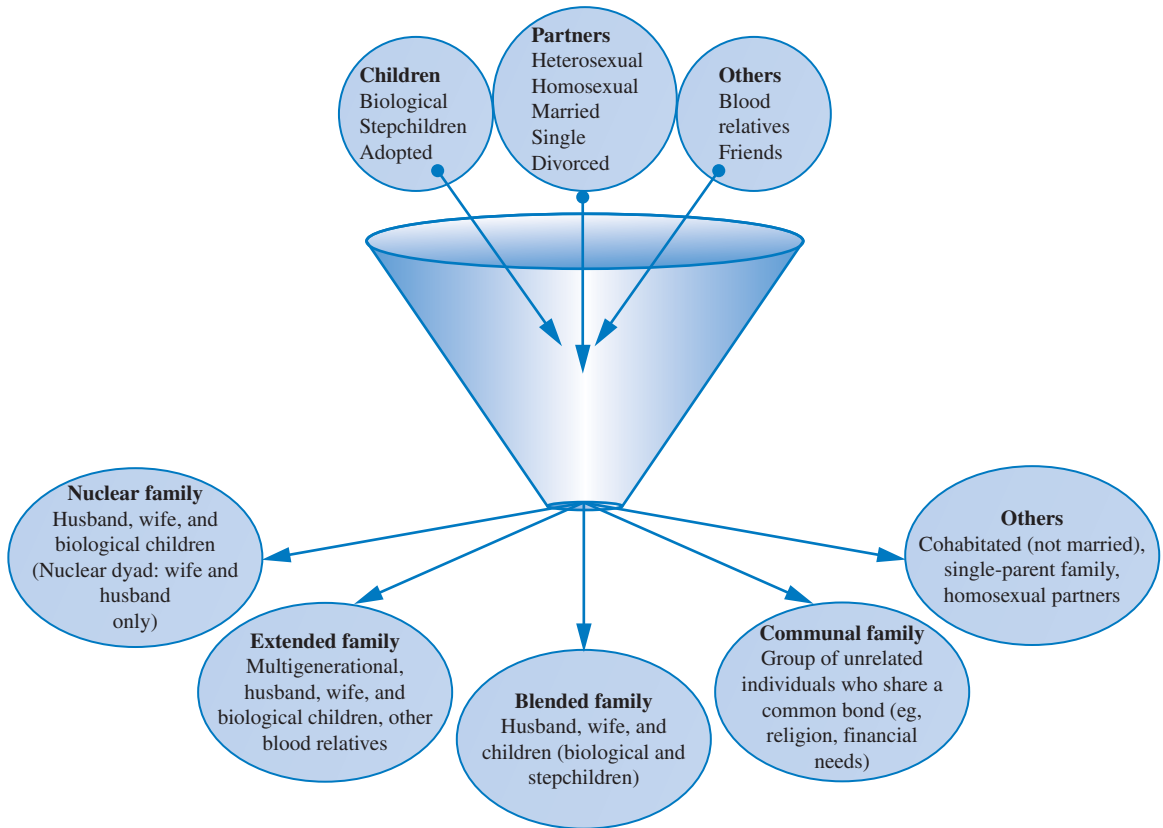 Children
Biological
Stepchildren
Adopted
Partners
Heterosexual
Homosexual
Married
Single
Divorced
Others
Blood
relatives
Friends
Nuclear family
Husband, wife, and
biological children
(Nuclear dyad: wife and
husband
only)
Extended family
Multigenerational,
husband, wife, and
biological children, other
blood relatives
Blended family
Husband, wife, and
children (biological and
stepchildren)
Communal family
Group of unrelated
individuals who share a
common bond (eg,
religion, financial
needs)
Others
Cohabitated (not married),
single-parent family,
homosexual partners